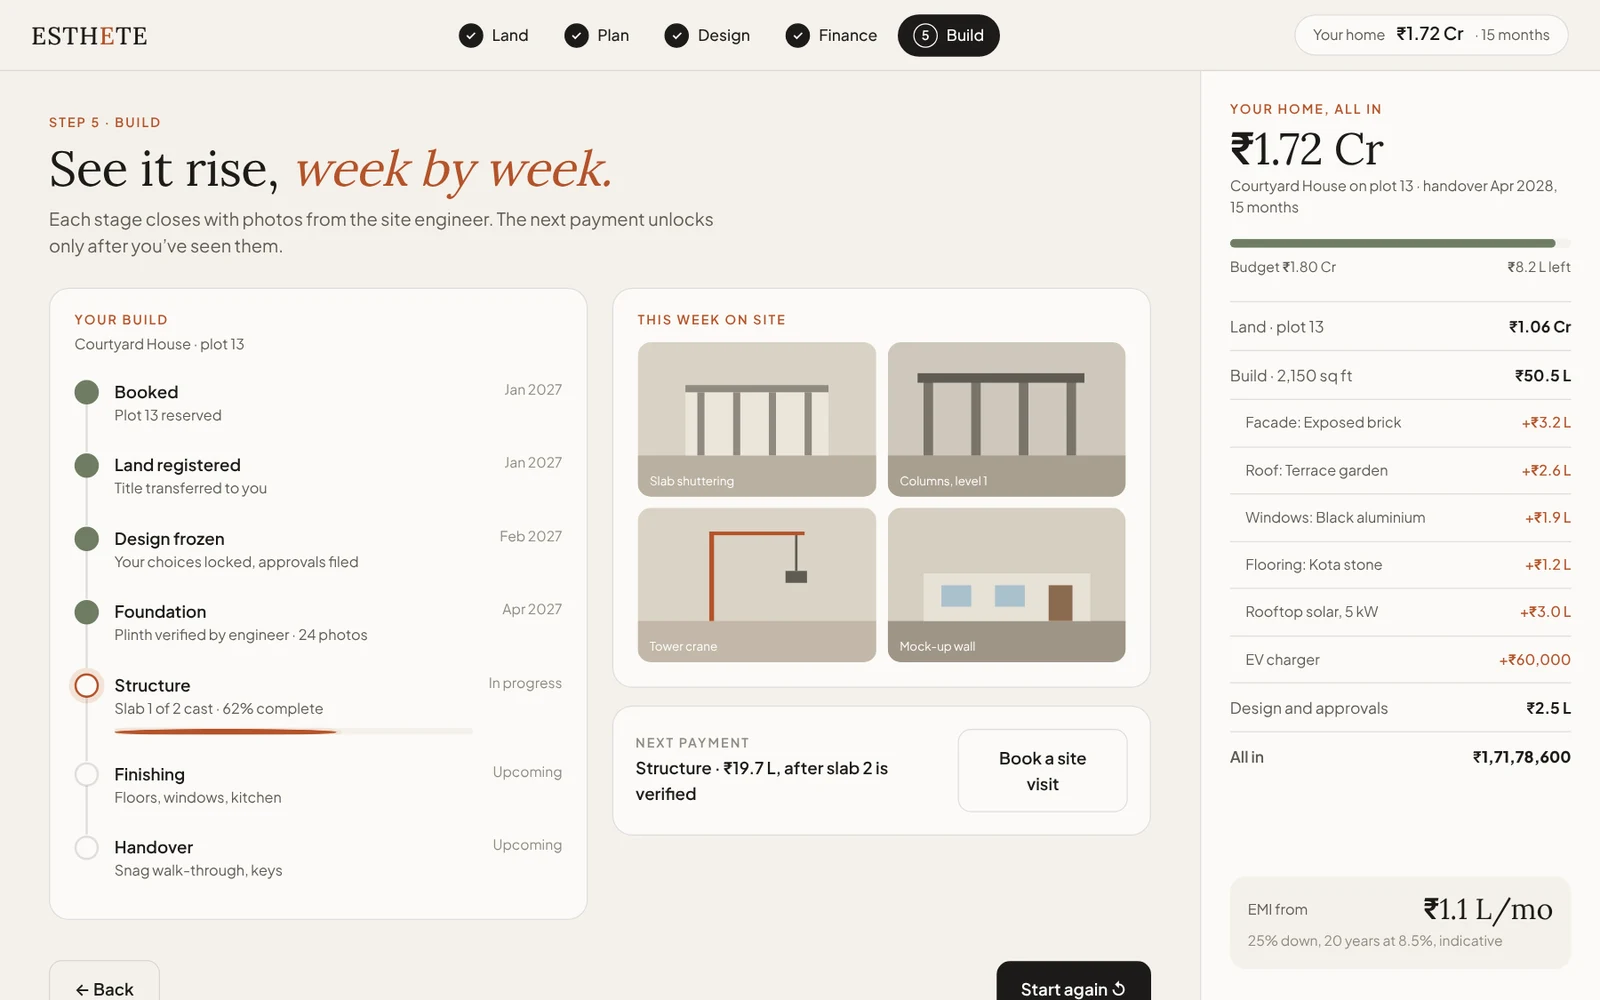 ESTHETE
Land
Plan
Design
Finance
5 Build
Your home ₹1.72 Cr · 15 months
STEP 5 · BUILD
See it rise, week by week.
Each stage closes with photos from the site engineer. The next payment unlocks
only after you've seen them.
YOUR BUILD
Courtyard House · plot 13
Booked Jan 2027
Plot 13 reserved
Land registered Jan 2027
Title transferred to you
Design frozen Feb 2027
Your choices locked, approvals filed
Foundation Apr 2027
Plinth verified by engineer · 24 photos
Structure In progress
Slab 1 of 2 cast · 62% complete
Finishing Upcoming
Floors, windows, kitchen
Handover Upcoming
Snag walk-through, keys
THIS WEEK ON SITE
Slab shuttering
Columns, level 1
Tower crane
Mock-up wall
NEXT PAYMENT
Structure · ₹19.7 L, after slab 2 is
verified
Book a site
visit
← Back
Start again ↺
YOUR HOME, ALL IN
₹1.72 Cr
Courtyard House on plot 13 · handover Apr 2028,
15 months
Budget ₹1.80 Cr ₹8.2 L left
Land · plot 13 ₹1.06 Cr
Build · 2,150 sq ft ₹50.5 L
Facade: Exposed brick +₹3.2 L
Roof: Terrace garden +₹2.6 L
Windows: Black aluminium +₹1.9 L
Flooring: Kota stone +₹1.2 L
Rooftop solar, 5 kW +₹3.0 L
EV charger +₹60,000
Design and approvals ₹2.5 L
All in ₹1,71,78,600
EMI from ₹1.1 L/mo
25% down, 20 years at 8.5%, indicative